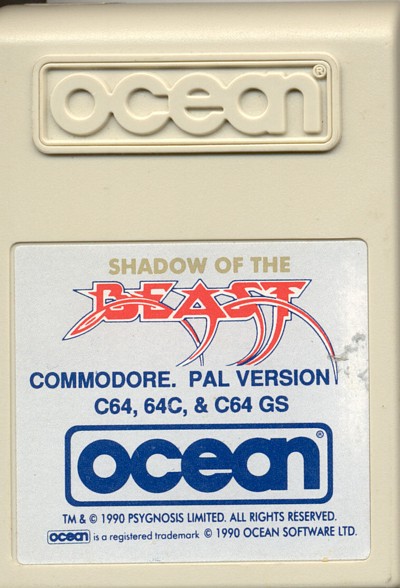 ocean®
SHADOW OF THE
BEAST
COMMODORE. PAL VERSION
C64, 64C, & C64 GS
ocean®
TM & © 1990 PSYGNOSIS LIMITED. ALL RIGHTS RESERVED.
ocean is a registered trademark © 1990 OCEAN SOFTWARE LTD.